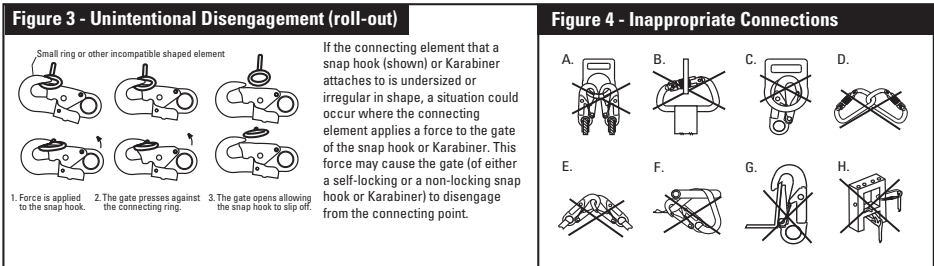 Figure 3 - Unintentional Disengagement (roll-out)
Small ring or other incompatible shaped element
1. Force is applied
to the snap hook.
2. The gate presses against
the connecting ring.
3. The gate opens allowing
the snap hook to slip off.
If the connecting element that a
snap hook (shown) or Karabiner
attaches to is undersized or
irregular in shape, a situation could
occur where the connecting
element applies a force to the gate
of the snap hook or Karabiner. This
force may cause the gate (of either
a self-locking or a non-locking snap
hook or Karabiner) to disengage
from the connecting point.
Figure 4 - Inappropriate Connections
A.
B.
C.
D.
E.
F.
G.
H.